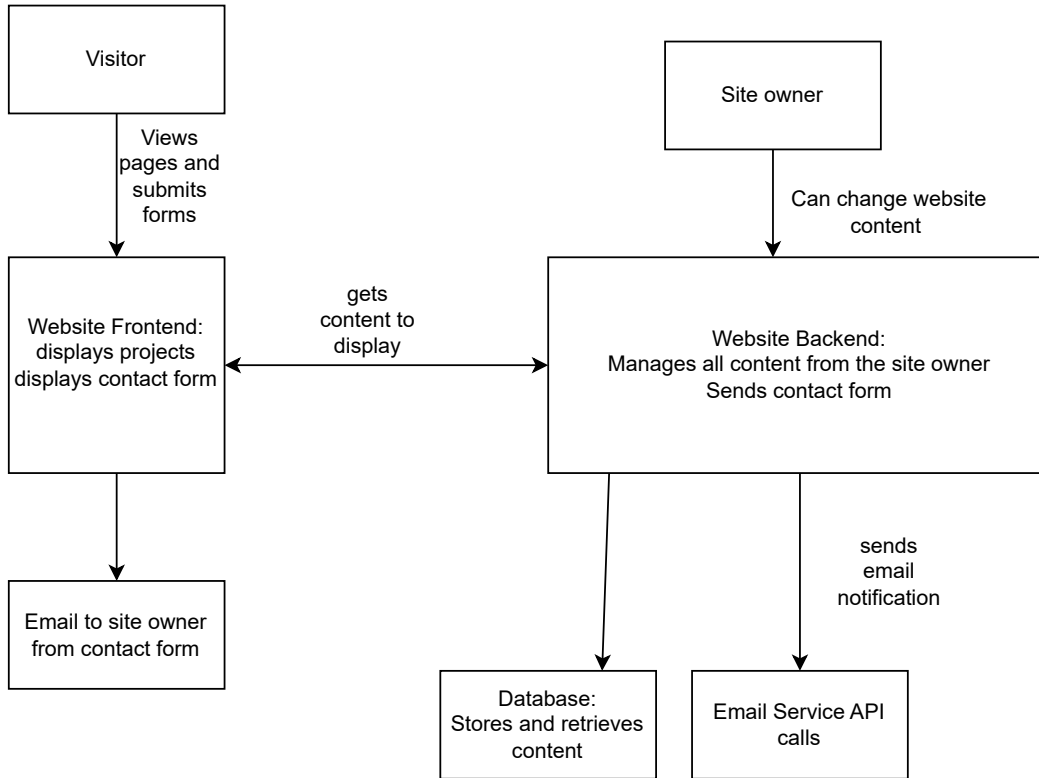 Visitor
Site owner
Views
pages and
submits
forms
Can change website
content
Website Frontend:
displays projects
displays contact form
gets
content to
display
Website Backend:
Manages all content from the site owner
Sends contact form
sends
email
notification
Email to site owner
from contact form
Database:
Stores and retrieves
content
Email Service API
calls